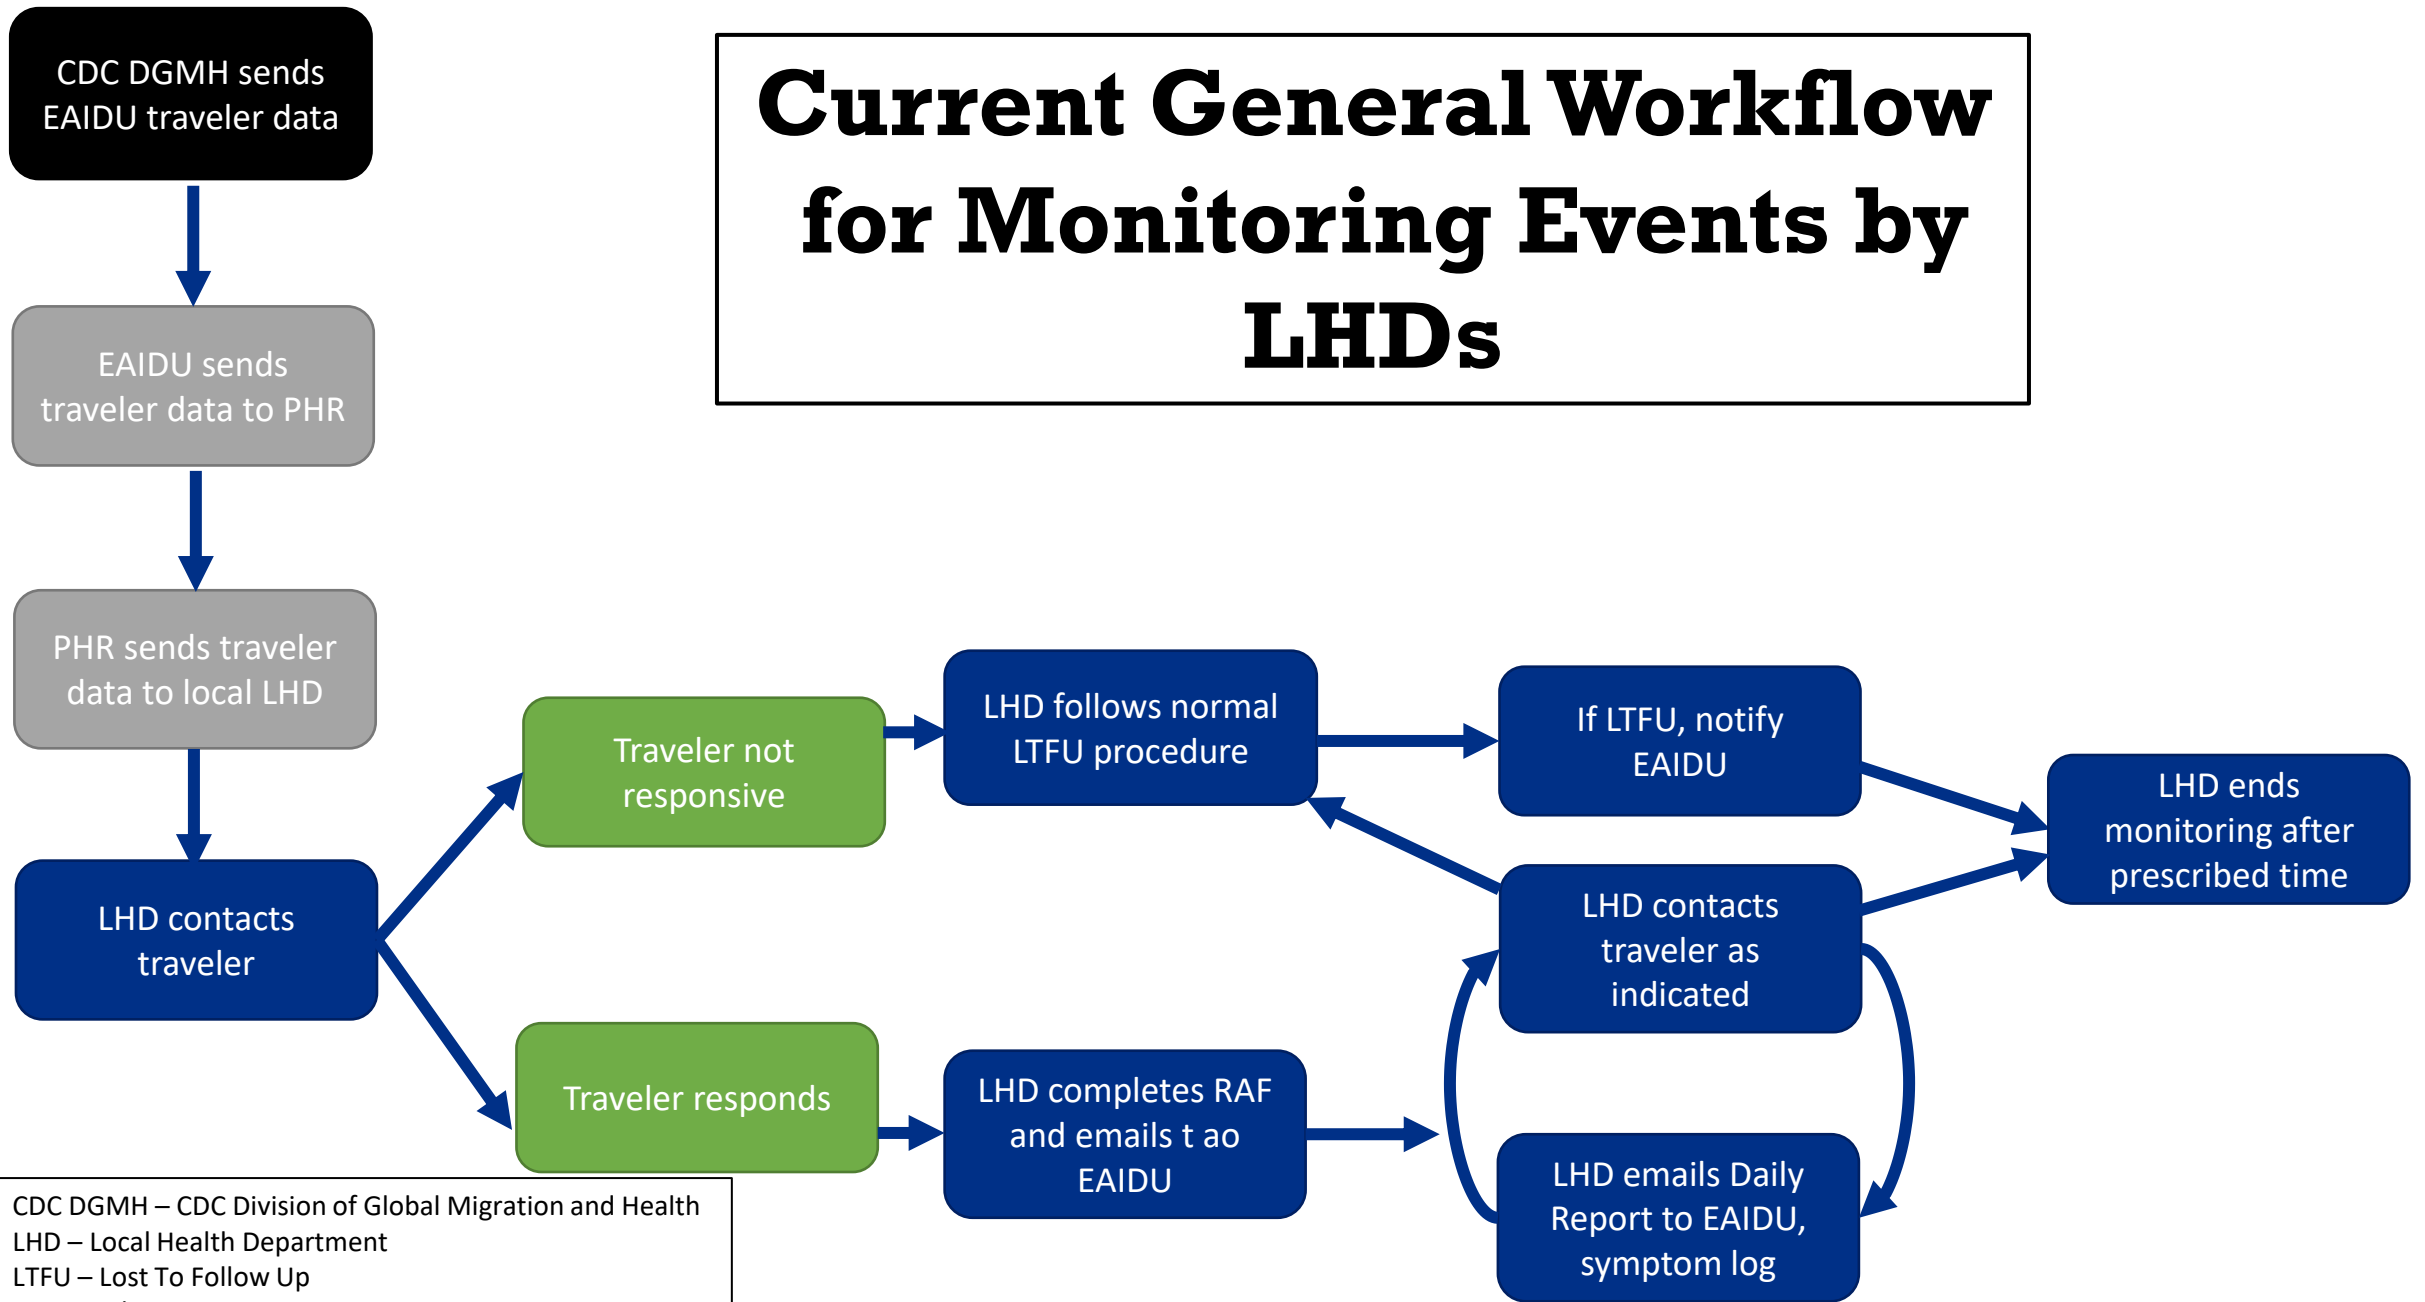 CDC DGMH sends
EAIDU traveler data
Current General Workflow
for Monitoring Events by
LHDs
EAIDU sends
traveler data to PHR
PHR sends traveler
data to local LHD
LHD contacts
traveler
Traveler not
responsive
LHD follows normal
LTFU procedure
If LTFU, notify
EAIDU
LHD ends
monitoring after
prescribed time
LHD contacts
traveler as
indicated
Traveler responds
LHD completes RAF
and emails t ao
EAIDU
LHD emails Daily
Report to EAIDU,
symptom log
CDC DGMH – CDC Division of Global Migration and Health
LHD – Local Health Department
LTFU – Lost To Follow Up